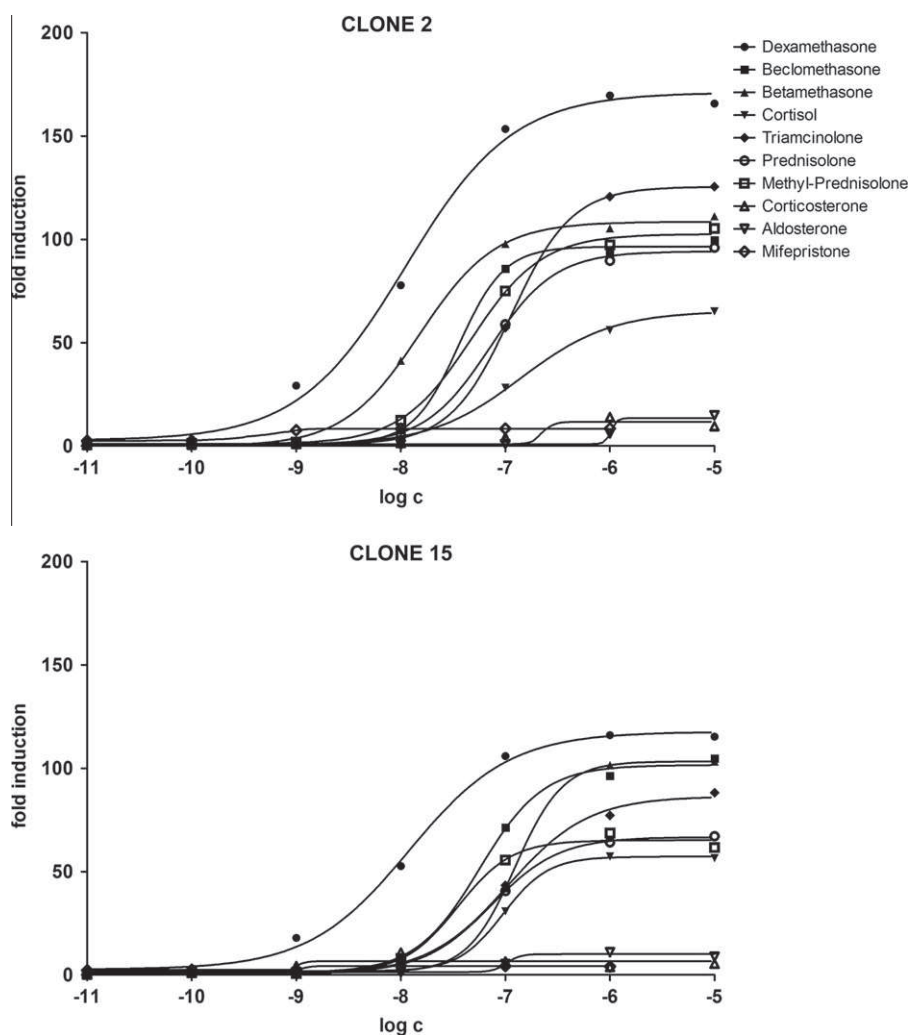 CLONE 2
200
150
100
50
0
fold induction
-11 -10 -9 -8 -7 -6 -5
log c
Dexamethasone
Beclomethasone
Betamethasone
Cortisol
Triamcinolone
Prednisolone
Methyl-Prednisolone
Corticosterone
Aldosterone
Mifepristone
CLONE 15
200
150
100
50
0
fold induction
-11 -10 -9 -8 -7 -6 -5
log c